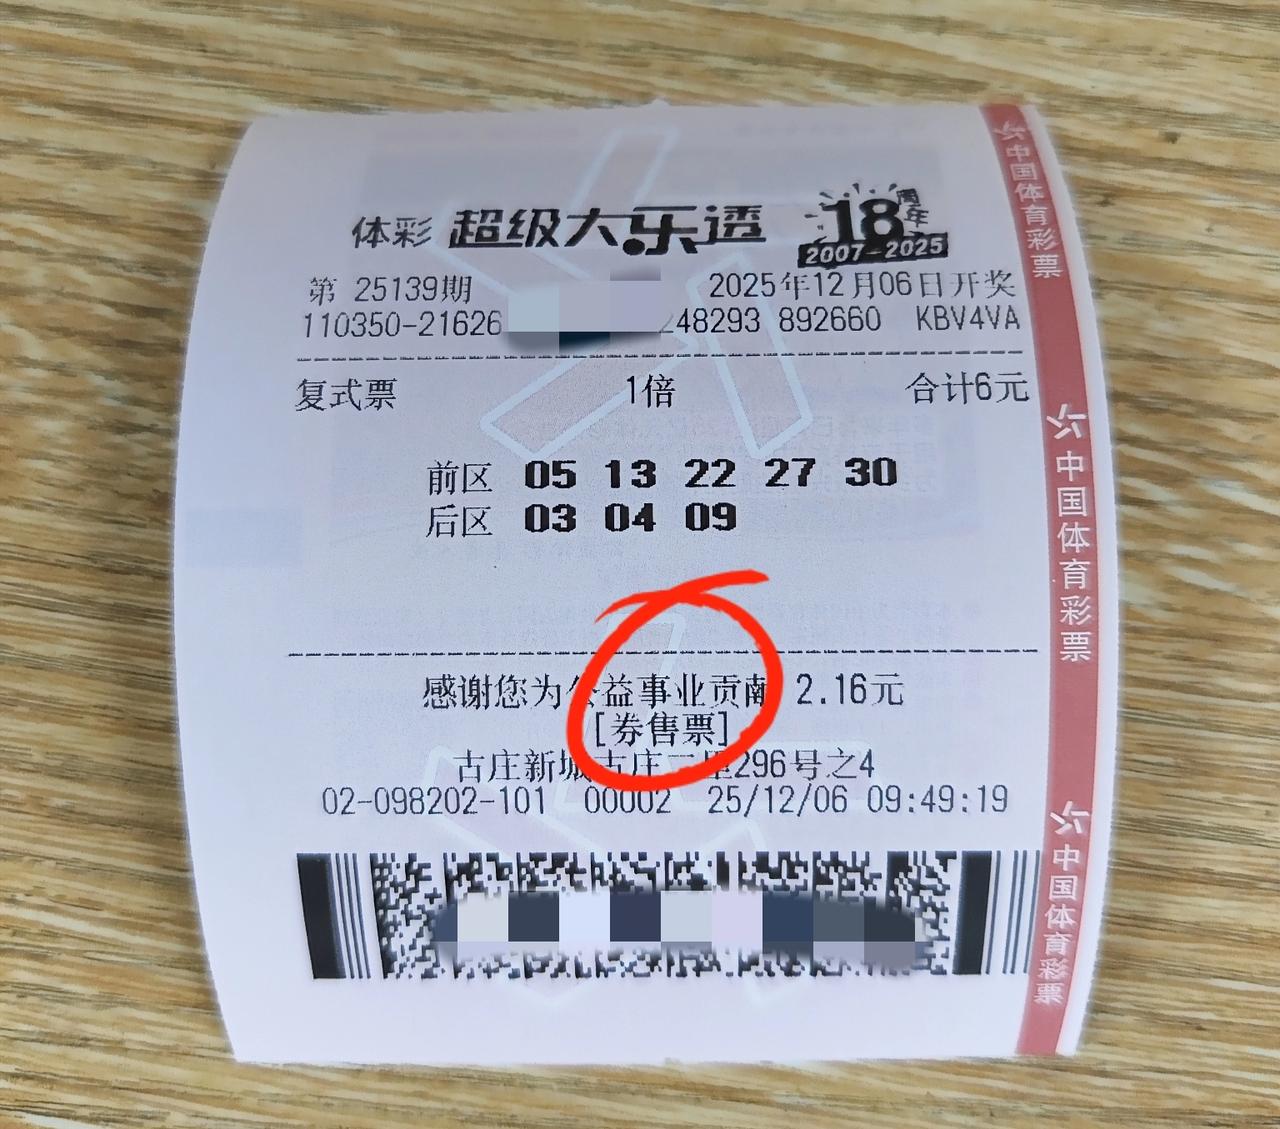 体彩 超级大乐透 18周年 2007-2025
第 25139期 2025年12月06日开奖
110350-21626 248293 892660 KBV4VA
复式票 1倍 合计6元
前区 05 13 22 27 30
后区 03 04 09
感谢您为公益事业贡献 2.16元
[券售票]
古庄新城古庄二里296号之4
02-098202-101 00002 25/12/06 09:49:19
中国体育彩票
中国体育彩票
中国体育彩票